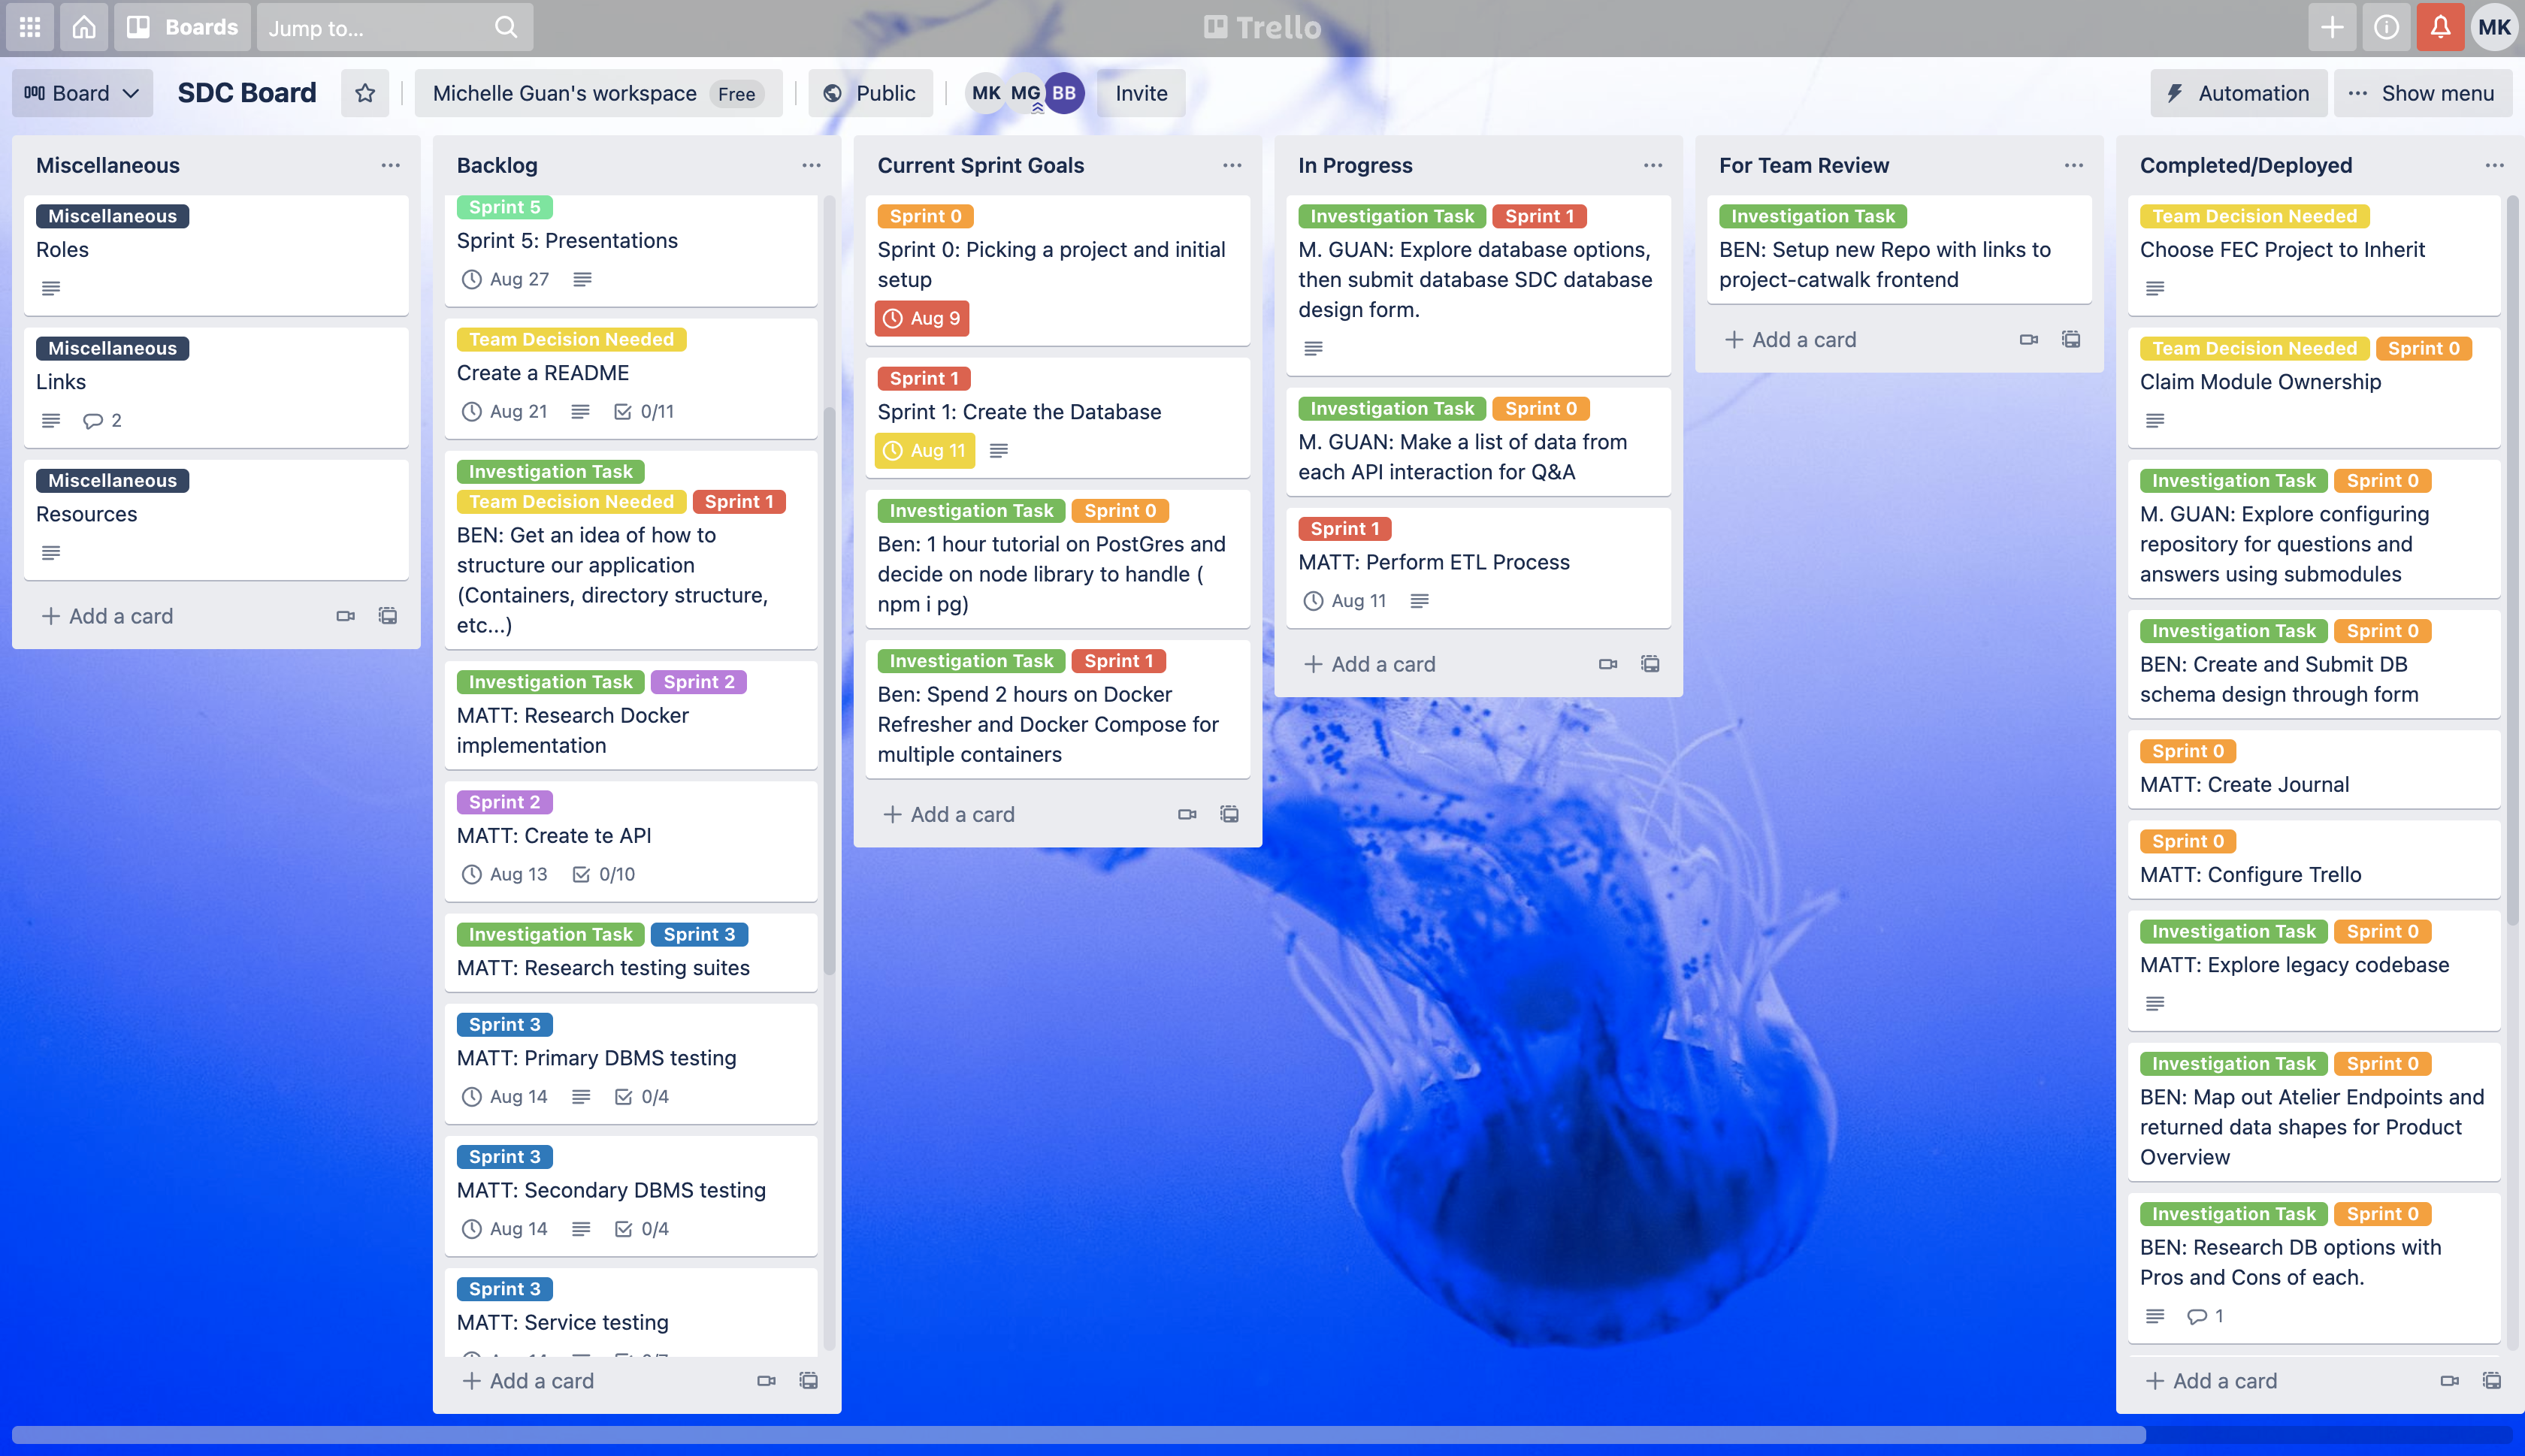 Boards
Jump to...
Trello
MK
Board
SDC Board
Michelle Guan's workspace Free
Public
MK MG BB
Invite
Automation
Show menu
Miscellaneous
Miscellaneous
Roles
Miscellaneous
Links
2
Miscellaneous
Resources
Add a card
Backlog
Sprint 5
Sprint 5: Presentations
Aug 27
Team Decision Needed
Create a README
Aug 21 0/11
Investigation Task
Team Decision Needed Sprint 1
BEN: Get an idea of how to
structure our application
(Containers, directory structure,
etc...)
Investigation Task Sprint 2
MATT: Research Docker
implementation
Sprint 2
MATT: Create te API
Aug 13 0/10
Investigation Task Sprint 3
MATT: Research testing suites
Sprint 3
MATT: Primary DBMS testing
Aug 14 0/4
Sprint 3
MATT: Secondary DBMS testing
Aug 14 0/4
Sprint 3
MATT: Service testing
Add a card
Current Sprint Goals
Sprint 0
Sprint 0: Picking a project and initial
setup
Aug 9
Sprint 1
Sprint 1: Create the Database
Aug 11
Investigation Task Sprint 0
Ben: 1 hour tutorial on PostGres and
decide on node library to handle (
npm i pg)
Investigation Task Sprint 1
Ben: Spend 2 hours on Docker
Refresher and Docker Compose for
multiple containers
Add a card
In Progress
Investigation Task Sprint 1
M. GUAN: Explore database options,
then submit database SDC database
design form.
Investigation Task Sprint 0
M. GUAN: Make a list of data from
each API interaction for Q&A
Sprint 1
MATT: Perform ETL Process
Aug 11
Add a card
For Team Review
Investigation Task
BEN: Setup new Repo with links to
project-catwalk frontend
Add a card
Completed/Deployed
Team Decision Needed
Choose FEC Project to Inherit
Team Decision Needed Sprint 0
Claim Module Ownership
Investigation Task Sprint 0
M. GUAN: Explore configuring
repository for questions and
answers using submodules
Investigation Task Sprint 0
BEN: Create and Submit DB
schema design through form
Sprint 0
MATT: Create Journal
Sprint 0
MATT: Configure Trello
Investigation Task Sprint 0
MATT: Explore legacy codebase
Investigation Task Sprint 0
BEN: Map out Atelier Endpoints and
returned data shapes for Product
Overview
Investigation Task Sprint 0
BEN: Research DB options with
Pros and Cons of each.
1
Add a card